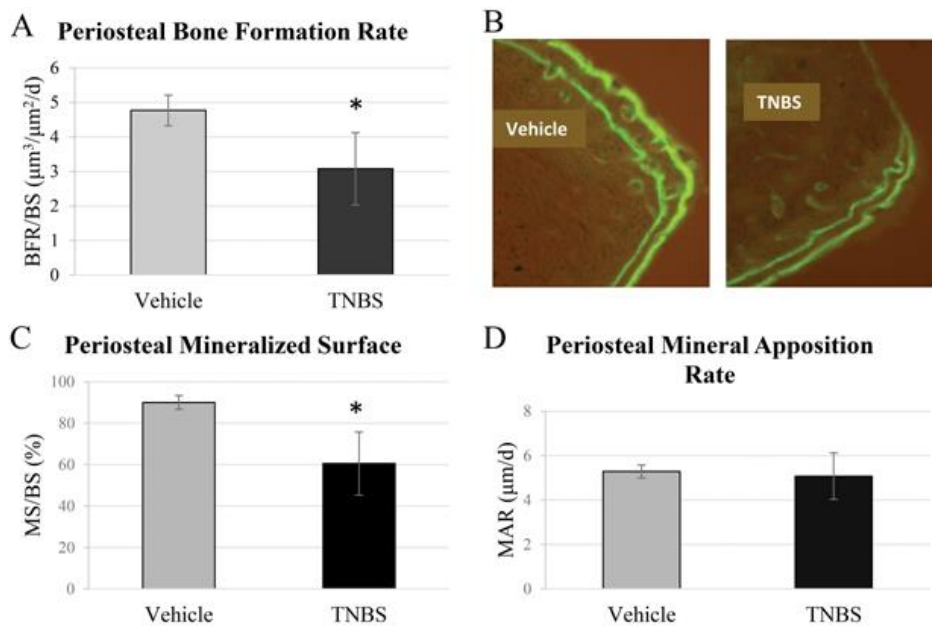 A
Periosteal Bone Formation Rate
BFR/BS (μm³/μm²/d)
6
5
4
3
2
1
0
*
Vehicle
TNBS
B
Vehicle
TNBS
C
Periosteal Mineralized Surface
MS/BS (%)
100
80
60
40
20
0
*
Vehicle
TNBS
D
Periosteal Mineral Apposition
Rate
MAR (μm/d)
8
6
4
2
0
Vehicle
TNBS